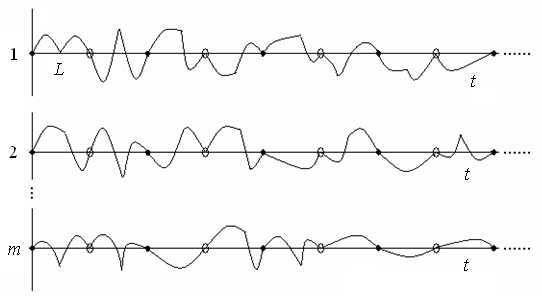 1
L
t ......
2
t ......
⋮
m
t ......